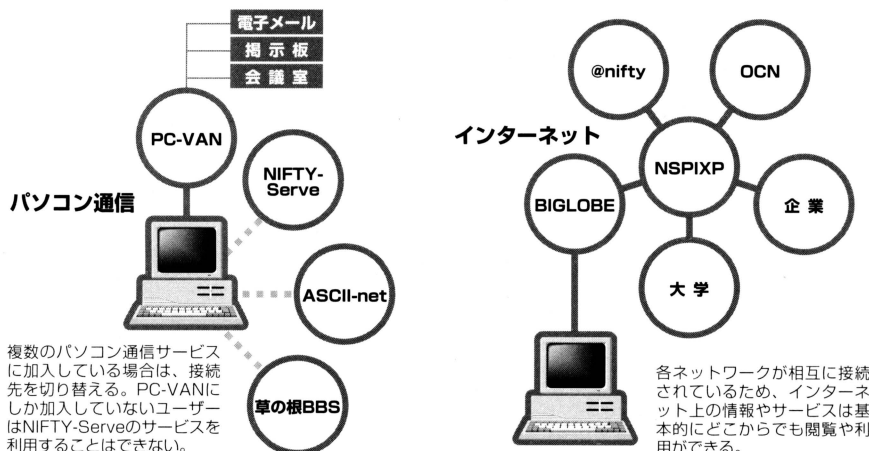 電子メール
掲示板
会議室
PC-VAN
NIFTY-
Serve
パソコン通信
ASCII-net
草の根BBS
複数のパソコン通信サービス
に加入している場合は、接続
先を切り替える。PC-VANに
しか加入していないユーザー
はNIFTY-Serveのサービスを
利用することはできない。
@nifty
OCN
インターネット
NSPIXP
BIGLOBE
企業
大学
各ネットワークが相互に接続
されているため、インターネ
ット上の情報やサービスは基
本的にどこからでも閲覧や利
用ができる。